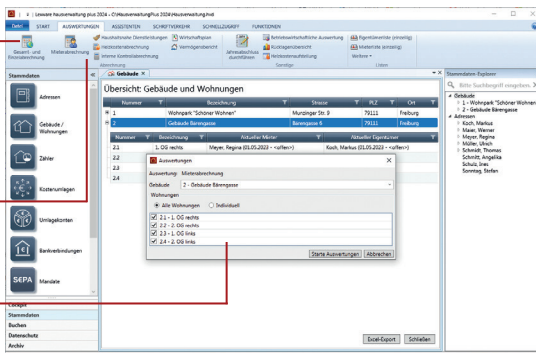 Lexware hausverwaltung plus 2024 - C:\HausverwaltungPlus 2024\Hausverwaltung.hvd
Datei START AUSWERTUNGEN ASSISTENTEN SCHRIFTVERKEHR SCHNELLZUGRIFF FUNKTIONEN
Gesamt- und Einzelabrechnung
Mieterabrechnung
Haushaltsnahe Dienstleistungen
Heizkostenabrechnung
Interne Kontoabrechnung
Wirtschaftsplan
Vermögensbericht
Abrechnung
Jahresabschluss durchführen
Betriebswirtschaftliche Auswertung
Rücklagenübersicht
Heizkostenaufstellung
Sonstige
Eigentümerliste (einzeilig)
Mieterliste (einzeilig)
Weitere
Listen
Stammdaten
Adressen
Gebäude / Wohnungen
Zähler
Kostenumlagen
Umlagekonten
Bankverbindungen
SEPA Mandate
Cockpit
Stammdaten
Buchen
Datenschutz
Archiv
Gebäude
Übersicht: Gebäude und Wohnungen
Nummer Bezeichnung Strasse PLZ Ort
1 Wohnpark "Schöner Wohnen" Munzinger Str. 9 79111 Freiburg
2 Gebäude Bärengasse Bärengasse 6 79111 Freiburg
Nummer Bezeichnung Aktueller Mieter Aktueller Eigentümer
2.1 1. OG rechts Meyer, Regina (01.05.2023 - <offen>) Koch, Markus (01.05.2023 - <offen>)
2.2
2.3
2.4
Auswertungen
Auswertung: Mieterabrechnung
Gebäude 2 - Gebäude Bärengasse
Wohnungen
Alle Wohnungen Individuell
2.1 - 1. OG rechts
2.2 - 2. OG rechts
2.3 - 1. OG links
2.4 - 2. OG links
Starte Auswertungen Abbrechen
Excel-Export Schließen
Stammdaten-Explorer
Bitte Suchbegriff eingeben.
Gebäude
1 - Wohnpark "Schöner Wohnen
2 - Gebäude Bärengasse
Adressen
Koch, Markus
Maier, Werner
Meyer, Regina
Müller, Ulrich
Schmidt, Thomas
Schmitt, Angelika
Schulz, Ines
Sonntag, Stefan